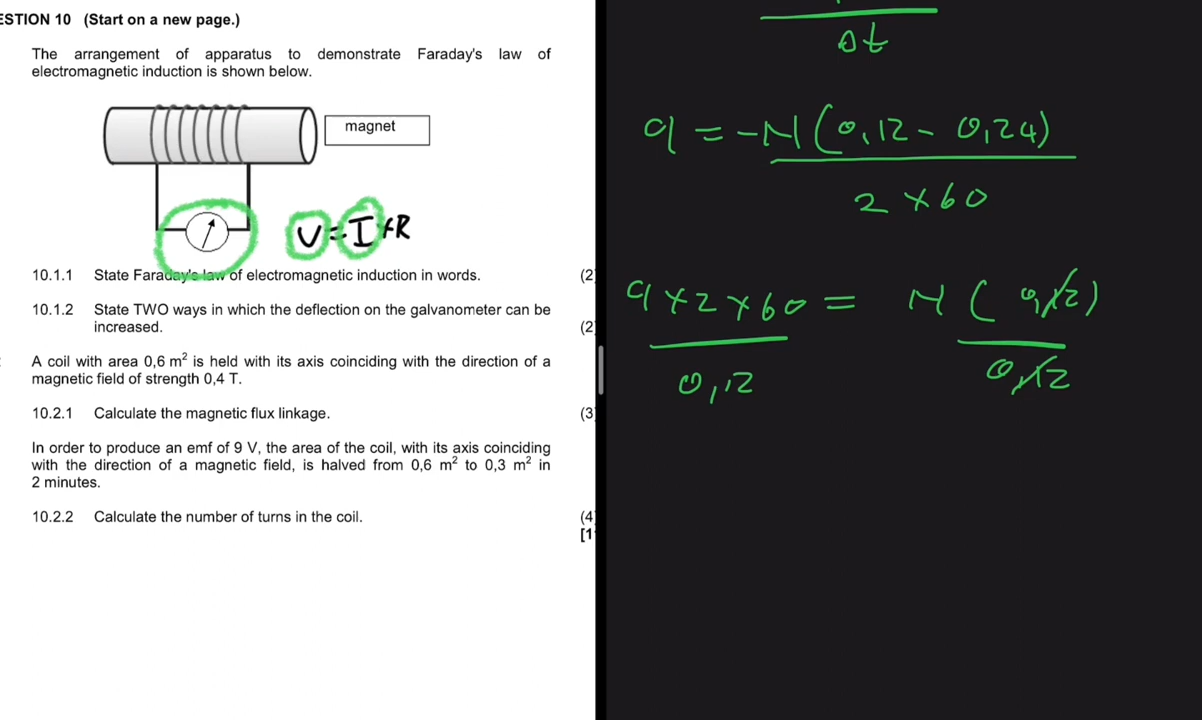 ESTION 10 (Start on a new page.)
The arrangement of apparatus to demonstrate Faraday's law of
electromagnetic induction is shown below.
magnet
V = I × R
10.1.1 State Faraday's law of electromagnetic induction in words. (2
10.1.2 State TWO ways in which the deflection on the galvanometer can be
increased. (2
A coil with area 0,6 m² is held with its axis coinciding with the direction of a
magnetic field of strength 0,4 T.
10.2.1 Calculate the magnetic flux linkage. (3
In order to produce an emf of 9 V, the area of the coil, with its axis coinciding
with the direction of a magnetic field, is halved from 0,6 m² to 0,3 m² in
2 minutes.
10.2.2 Calculate the number of turns in the coil. (4
[1
Δt
9 = -N(0,12 - 0,24)
2 × 60
9 × 2 × 60 = N (0,12)
0,12 0,12